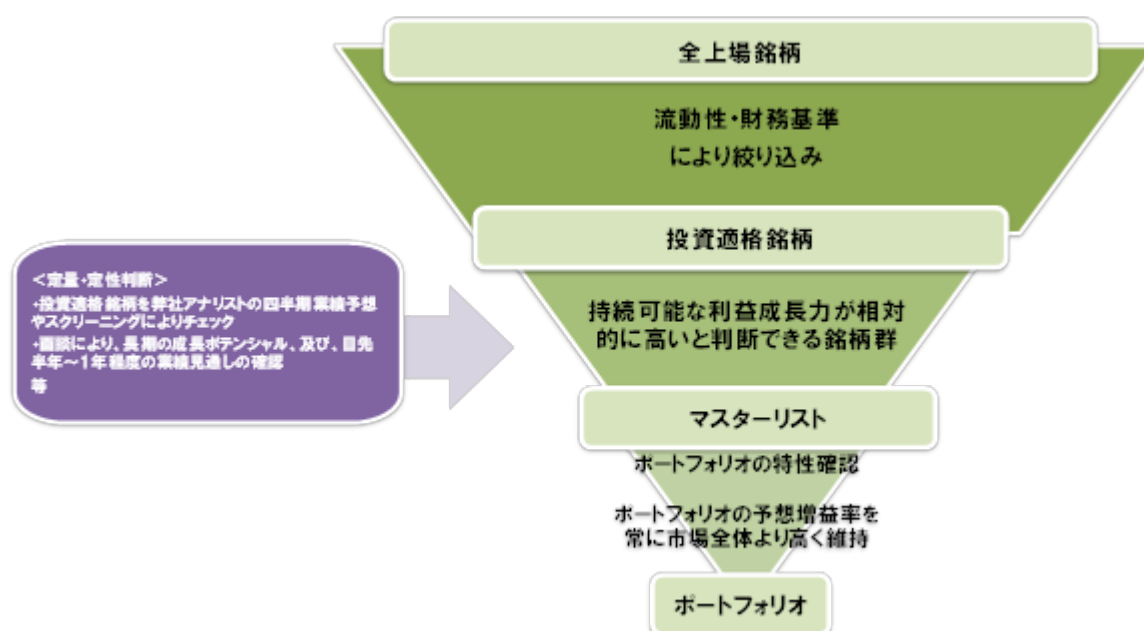 全上場銘柄
流動性・財務基準
により絞り込み
投資適格銘柄
＜定量・定性判断＞
・投資適格銘柄を弊社アナリストの四半期業績予想
やスクリーニングによりチェック
・面談により、長期の成長ポテンシャル、及び、目先
半年～1年程度の業績見通しの確認
等
持続可能な利益成長力が相対
的に高いと判断できる銘柄群
マスターリスト
ポートフォリオの特性確認
ポートフォリオの予想増益率を
常に市場全体より高く維持
ポートフォリオ